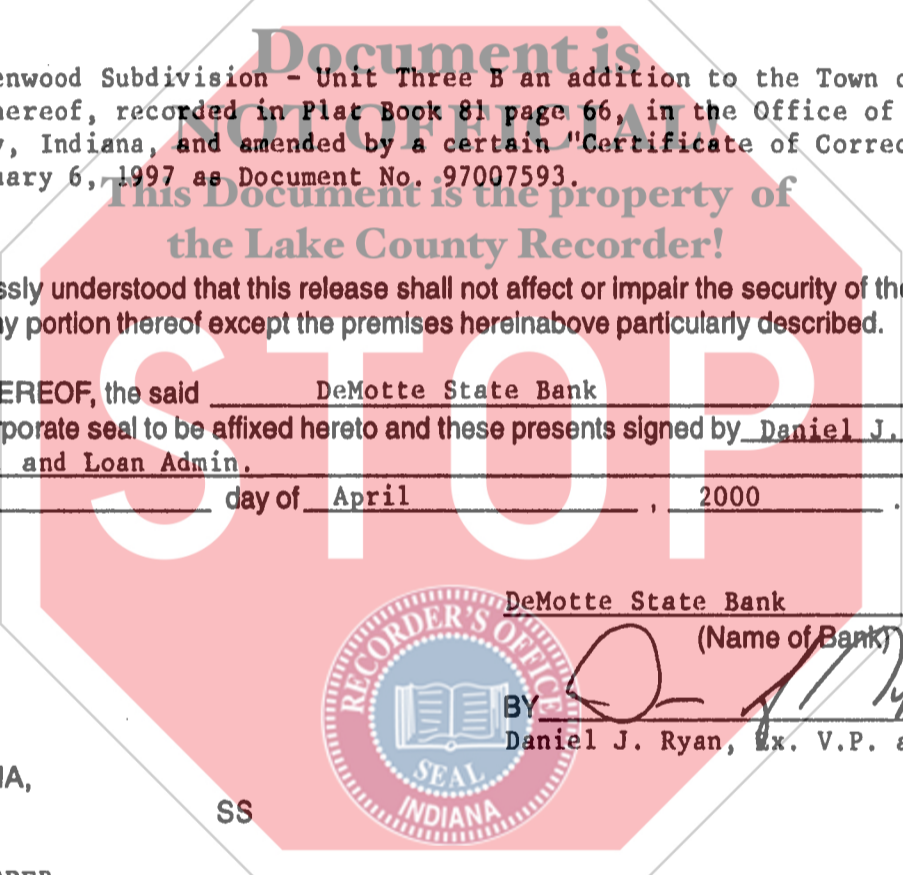 Document is
enwood Subdivision - Unit Three B an addition to the Town
hereof, recorded in Plat Book 81 page 66, in the Office of
NOT OFFICIAL!
, Indiana, and amended by a certain "Certificate of Correc
uary 6, 1997 as Document No. 97007593.
This Document is the property of
the Lake County Recorder!
ssly understood that this release shall not affect or impair the security of the
y portion thereof except the premises hereinabove particularly described.
STOP
EREOF, the said DeMotte State Bank
porate seal to be affixed hereto and these presents signed by Daniel J.
and Loan Admin.
day of April , 2000 .
DeMotte State Bank
(Name of Bank)
RECORDER'S OFFICE
SEAL
INDIANA
BY
Daniel J. Ryan, Ex. V.P. a
IA,
SS